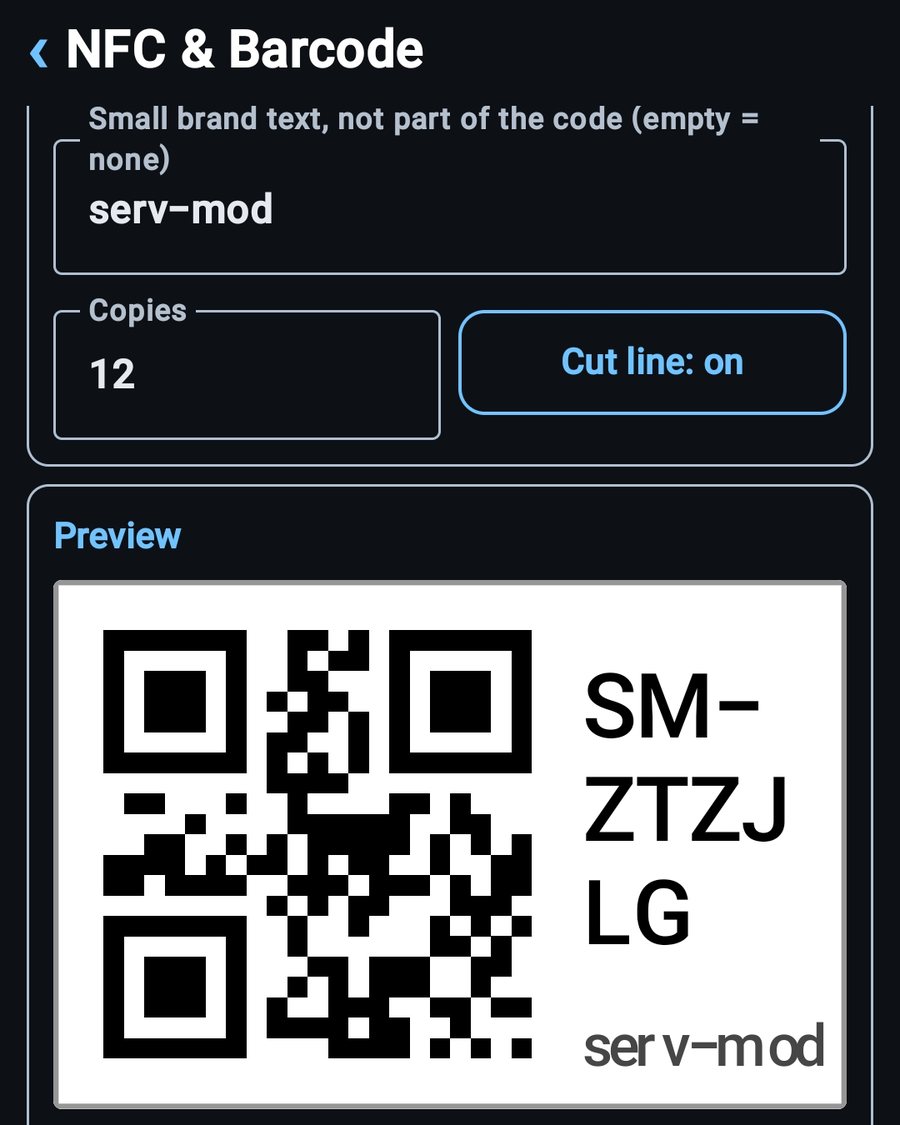 ‹ NFC & Barcode
Small brand text, not part of the code (empty =
none)
serv-mod
Copies
12
Cut line: on
Preview
SM-
ZTZJ
LG
serv-mod